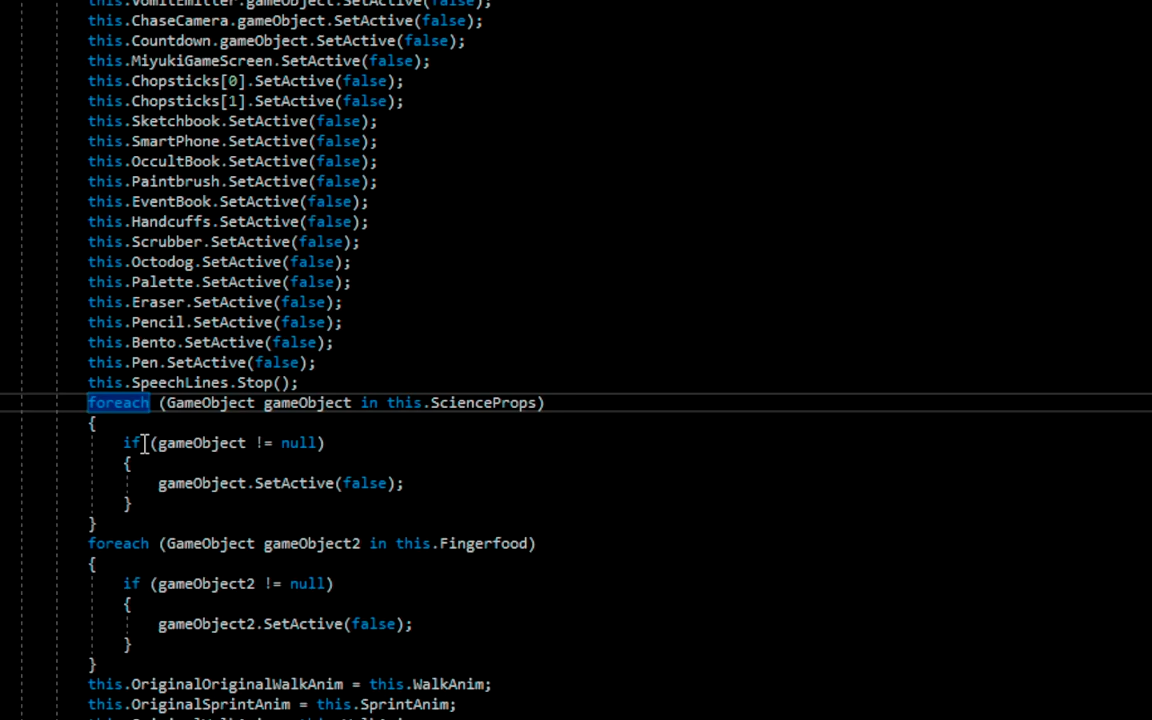 this.VomitEmitter.gameObject.SetActive(false);
this.ChaseCamera.gameObject.SetActive(false);
this.Countdown.gameObject.SetActive(false);
this.MiyukiGameScreen.SetActive(false);
this.Chopsticks[0].SetActive(false);
this.Chopsticks[1].SetActive(false);
this.Sketchbook.SetActive(false);
this.SmartPhone.SetActive(false);
this.OccultBook.SetActive(false);
this.Paintbrush.SetActive(false);
this.EventBook.SetActive(false);
this.Handcuffs.SetActive(false);
this.Scrubber.SetActive(false);
this.Octodog.SetActive(false);
this.Palette.SetActive(false);
this.Eraser.SetActive(false);
this.Pencil.SetActive(false);
this.Bento.SetActive(false);
this.Pen.SetActive(false);
this.SpeechLines.Stop();
foreach (GameObject gameObject in this.ScienceProps)
{
if (gameObject != null)
{
gameObject.SetActive(false);
}
}
foreach (GameObject gameObject2 in this.Fingerfood)
{
if (gameObject2 != null)
{
gameObject2.SetActive(false);
}
}
this.OriginalOriginalWalkAnim = this.WalkAnim;
this.OriginalSprintAnim = this.SprintAnim;